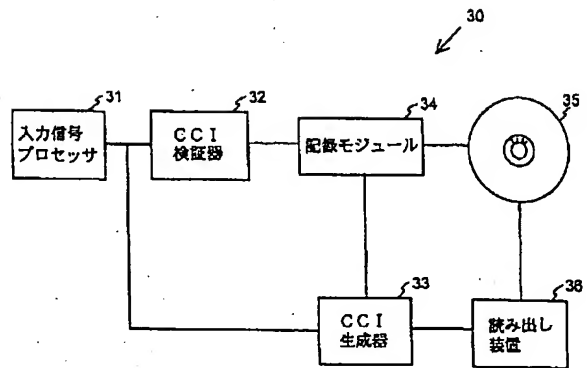 30
31
32
34
35
入力信号
プロセッサ
CCI
検証器
記録モジュール
33
38
CCI
生成器
読み出し
装置